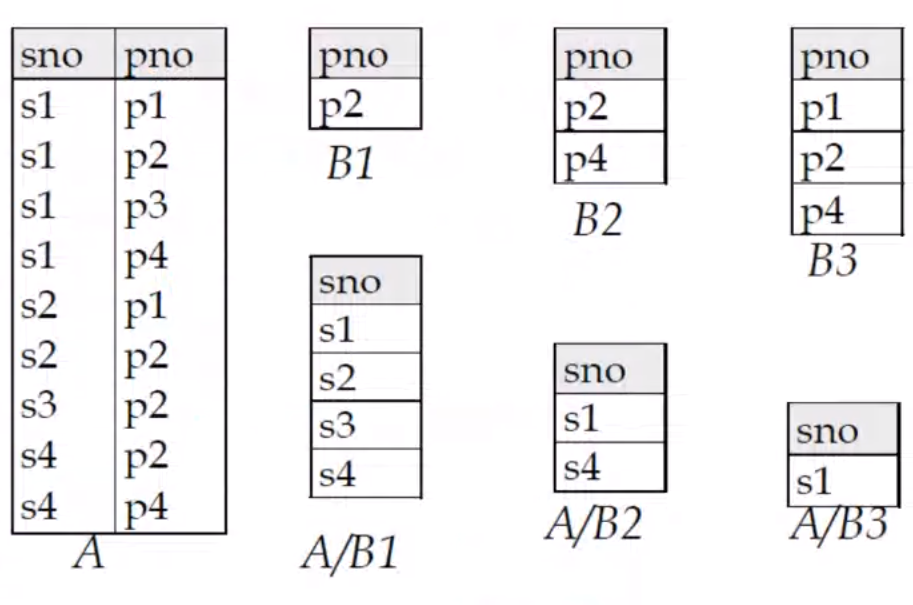 sno pno
s1 p1
s1 p2
s1 p3
s1 p4
s2 p1
s2 p2
s3 p2
s4 p2
s4 p4
A
pno
p2
B1
sno
s1
s2
s3
s4
A/B1
pno
p2
p4
B2
sno
s1
s4
A/B2
pno
p1
p2
p4
B3
sno
s1
A/B3